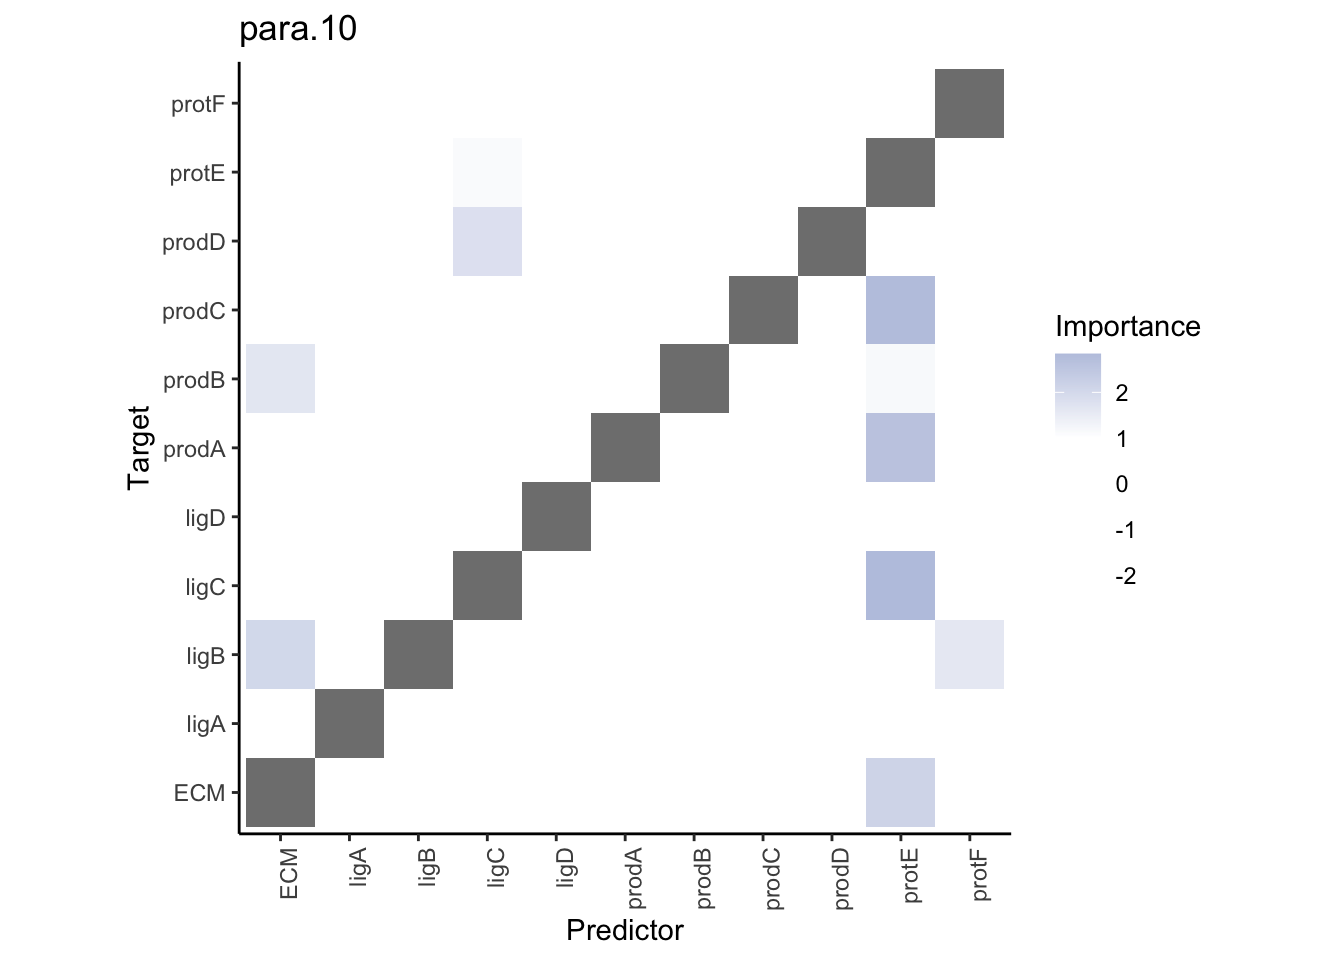 para.10
protF
protE
prodD
prodC
prodB
prodA
ligD
ligC
ligB
ligA
ECM
Target
ECM
ligA
ligB
ligC
ligD
prodA
prodB
prodC
prodD
protE
protF
Predictor
Importance
2
1
0
-1
-2